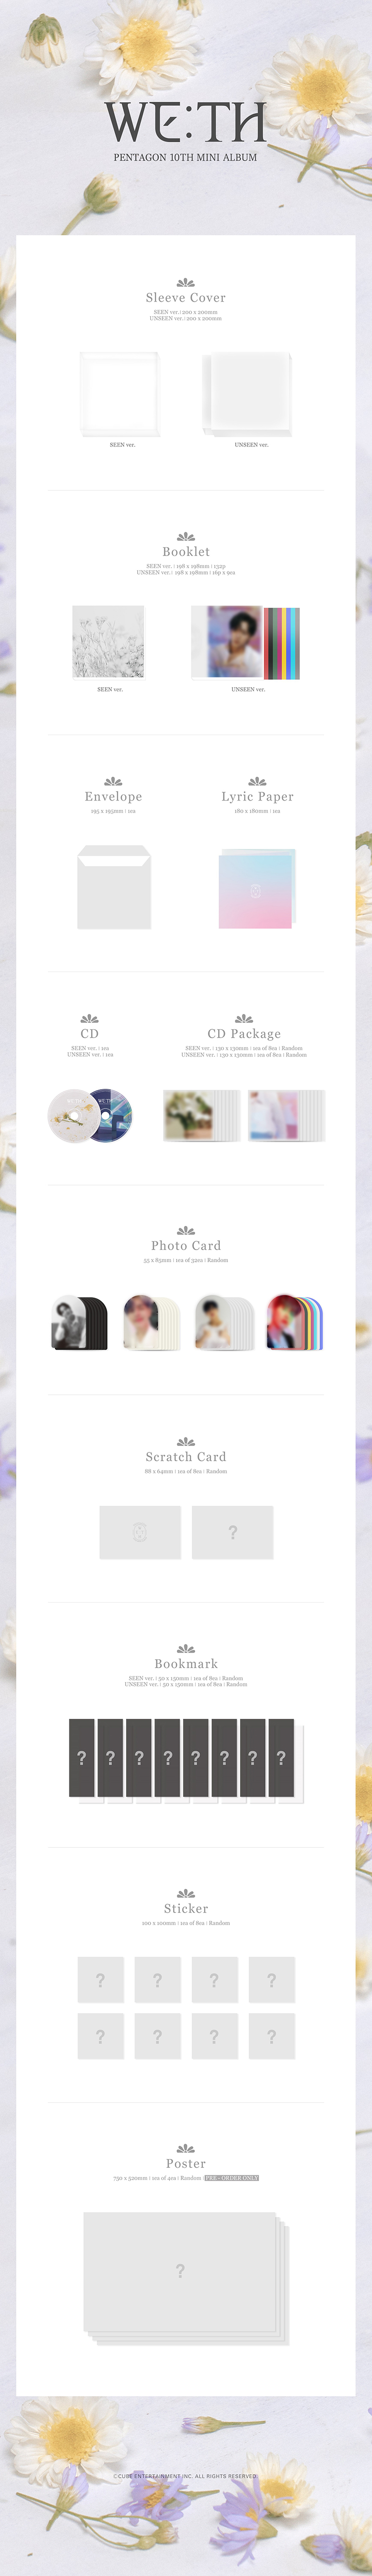 WE:TH
PENTAGON 10TH MINI ALBUM
Sleeve Cover
SEEN ver. | 200 x 200mm
UNSEEN ver. | 200 x 200mm
SEEN ver.
UNSEEN ver.
Booklet
SEEN ver. | 198 x 198mm | 132p
UNSEEN ver. | 198 x 198mm | 16p x 9ea
SEEN ver.
UNSEEN ver.
Envelope
195 x 195mm | 1ea
Lyric Paper
180 x 180mm | 1ea
CD
SEEN ver. | 1ea
UNSEEN ver. | 1ea
CD Package
SEEN ver. | 130 x 130mm | 1ea of 8ea | Random
UNSEEN ver. | 130 x 130mm | 1ea of 8ea | Random
WE:TH
WE:TH
Photo Card
55 x 85mm | 1ea of 32ea | Random
Scratch Card
88 x 64mm | 1ea of 8ea | Random
?
Bookmark
SEEN ver. | 50 x 150mm | 1ea of 8ea | Random
UNSEEN ver. | 50 x 150mm | 1ea of 8ea | Random
? ? ? ? ? ? ? ?
Sticker
100 x 100mm | 1ea of 8ea | Random
? ? ? ?
? ? ? ?
Poster
750 x 520mm | 1ea of 4ea | Random | PRE - ORDER ONLY
?
© CUBE ENTERTAINMENT INC. ALL RIGHTS RESERVED